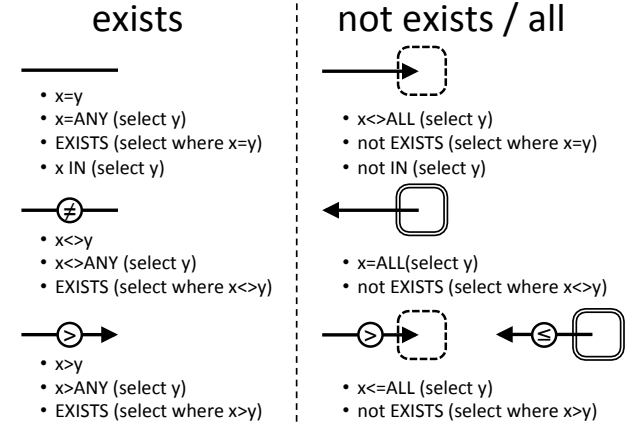 exists
• x=y
• x=ANY (select y)
• EXISTS (select where x=y)
• x IN (select y)
≠
• x<>y
• x<>ANY (select y)
• EXISTS (select where x<>y)
>
• x>y
• x>ANY (select y)
• EXISTS (select where x>y)
not exists / all
• x<>ALL (select y)
• not EXISTS (select where x=y)
• not IN (select y)
• x=ALL(select y)
• not EXISTS (select where x<>y)
> ≤
• x<=ALL (select y)
• not EXISTS (select where x>y)